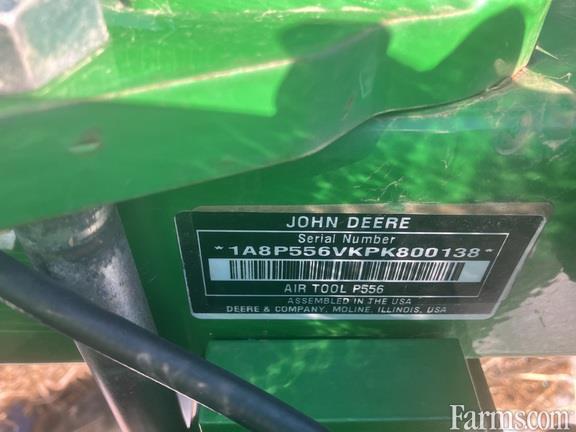 JOHN DEERE
Serial Number
*1A8P556VKPK800138*
AIR TOOL P556
ASSEMBLED IN THE USA
DEERE & COMPANY, MOLINE, ILLINOIS, USA
Farms.com